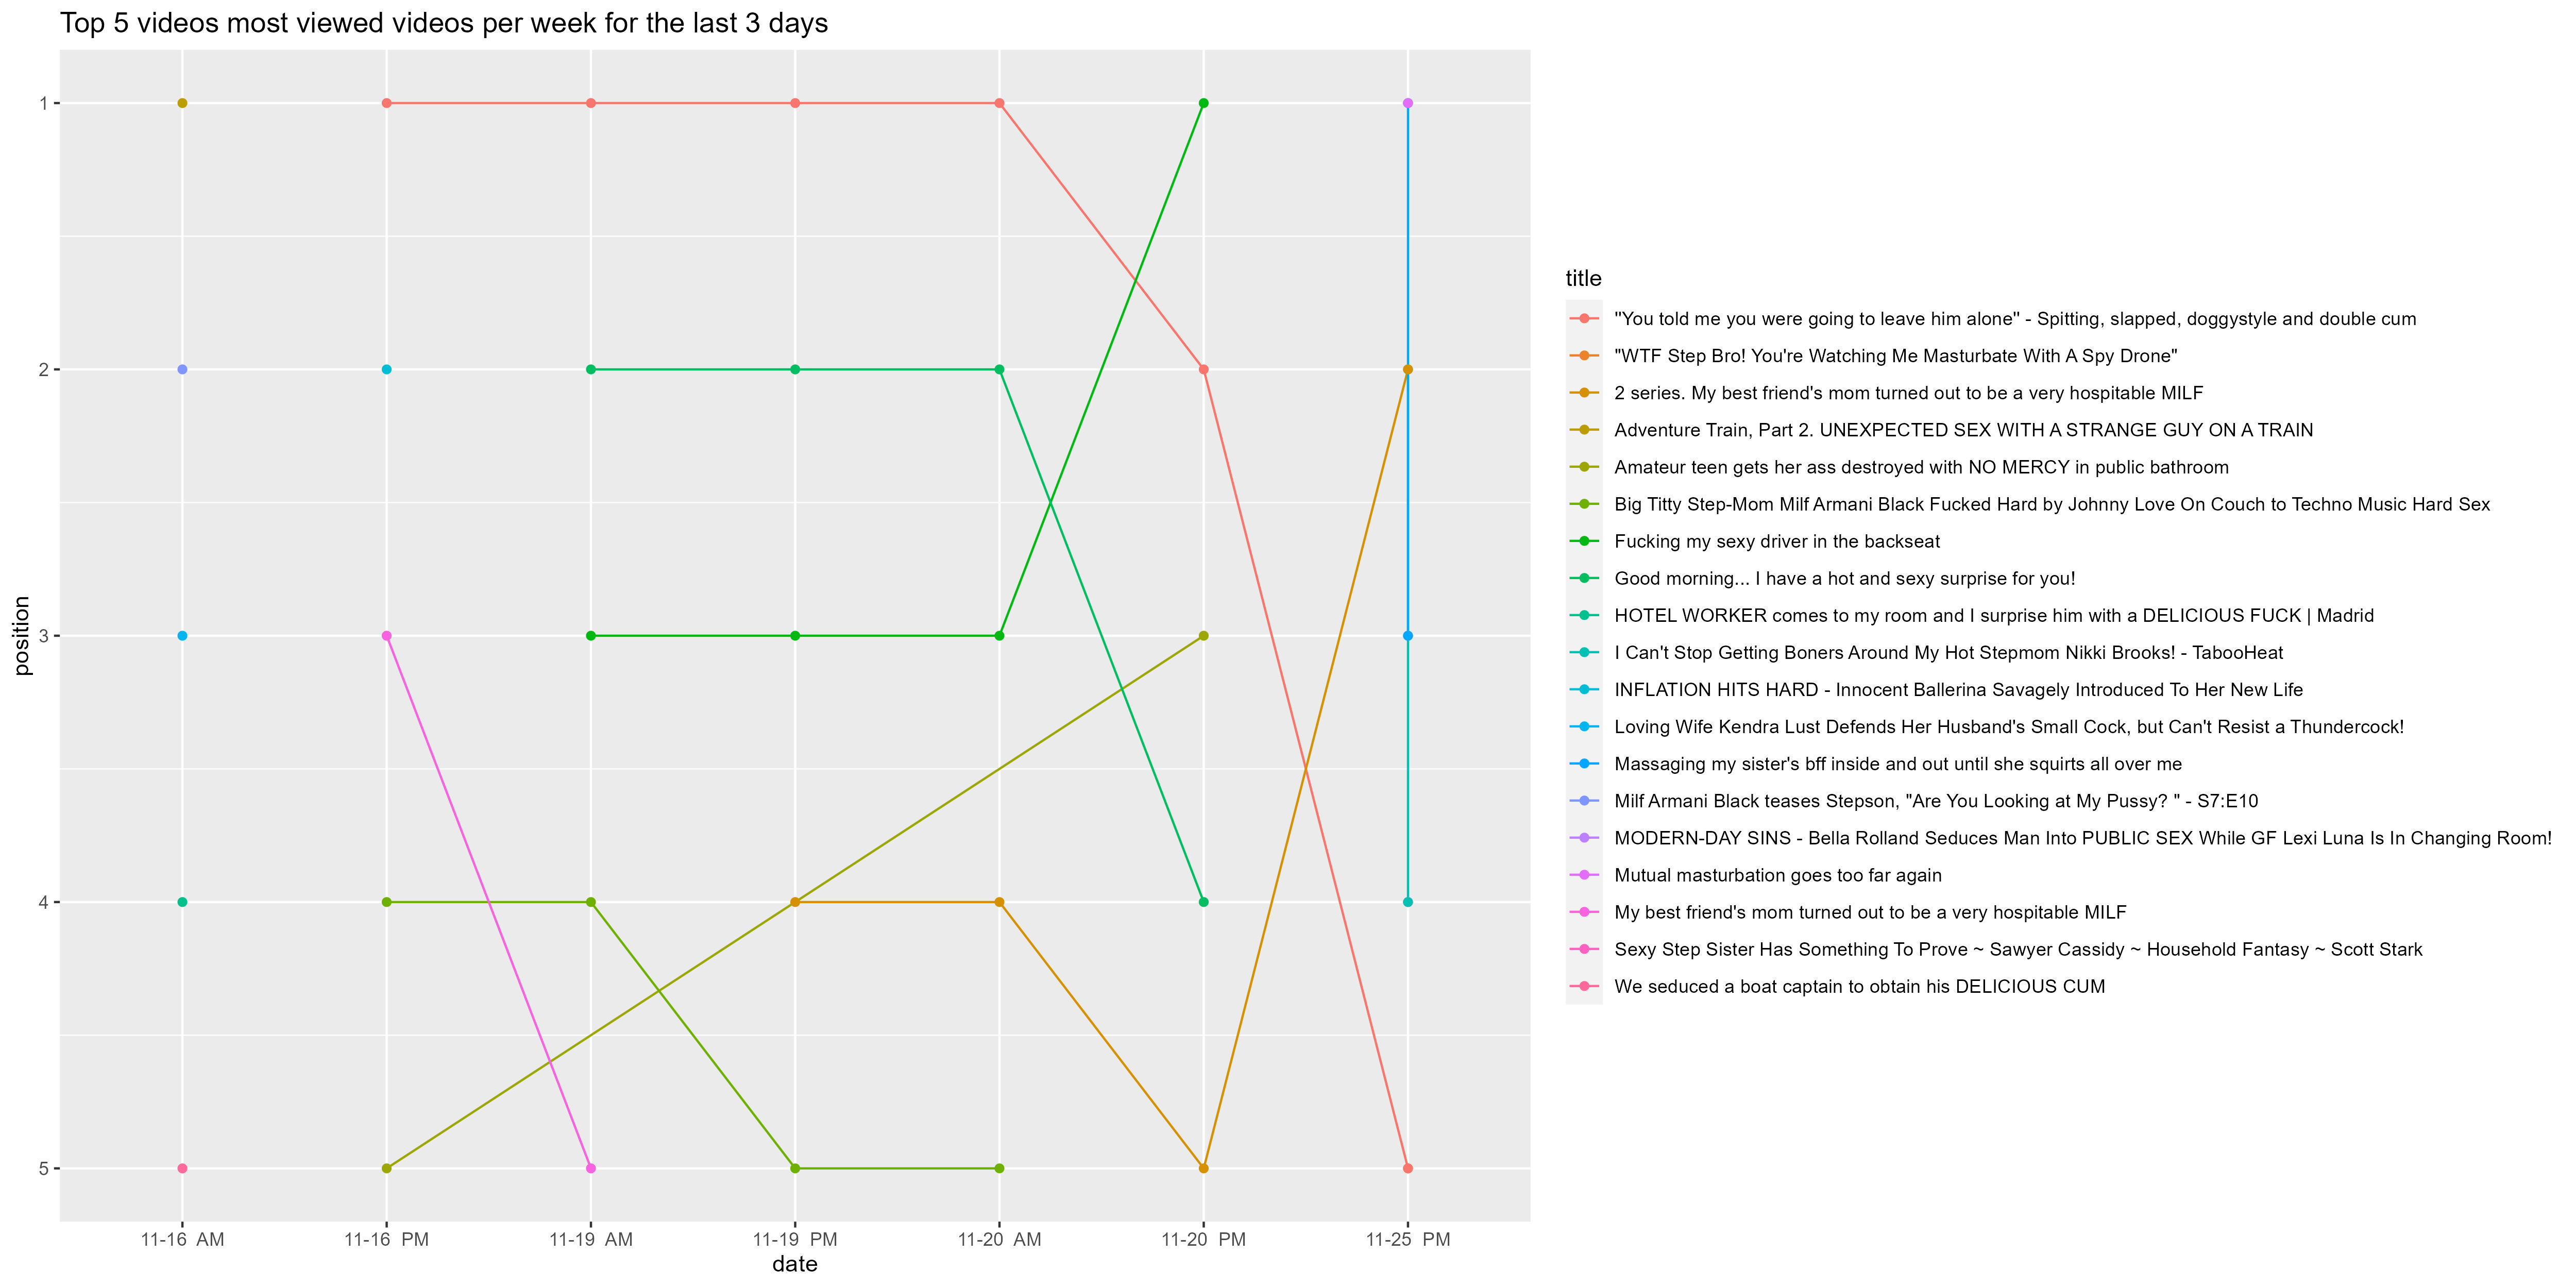 Top 5 videos most viewed videos per week for the last 3 days
position
1
2
3
4
5
11-16 AM
11-16 PM
11-19 AM
11-19 PM
11-20 AM
11-20 PM
11-25 PM
date
title
"You told me you were going to leave him alone" - Spitting, slapped, doggystyle and double cum
"WTF Step Bro! You're Watching Me Masturbate With A Spy Drone"
2 series. My best friend's mom turned out to be a very hospitable MILF
Adventure Train, Part 2. UNEXPECTED SEX WITH A STRANGE GUY ON A TRAIN
Amateur teen gets her ass destroyed with NO MERCY in public bathroom
Big Titty Step-Mom Milf Armani Black Fucked Hard by Johnny Love On Couch to Techno Music Hard Sex
Fucking my sexy driver in the backseat
Good morning... I have a hot and sexy surprise for you!
HOTEL WORKER comes to my room and I surprise him with a DELICIOUS FUCK | Madrid
I Can't Stop Getting Boners Around My Hot Stepmom Nikki Brooks! - TabooHeat
INFLATION HITS HARD - Innocent Ballerina Savagely Introduced To Her New Life
Loving Wife Kendra Lust Defends Her Husband's Small Cock, but Can't Resist a Thundercock!
Massaging my sister's bff inside and out until she squirts all over me
Milf Armani Black teases Stepson, "Are You Looking at My Pussy? " - S7:E10
MODERN-DAY SINS - Bella Rolland Seduces Man Into PUBLIC SEX While GF Lexi Luna Is In Changing Room!
Mutual masturbation goes too far again
My best friend's mom turned out to be a very hospitable MILF
Sexy Step Sister Has Something To Prove ~ Sawyer Cassidy ~ Household Fantasy ~ Scott Stark
We seduced a boat captain to obtain his DELICIOUS CUM